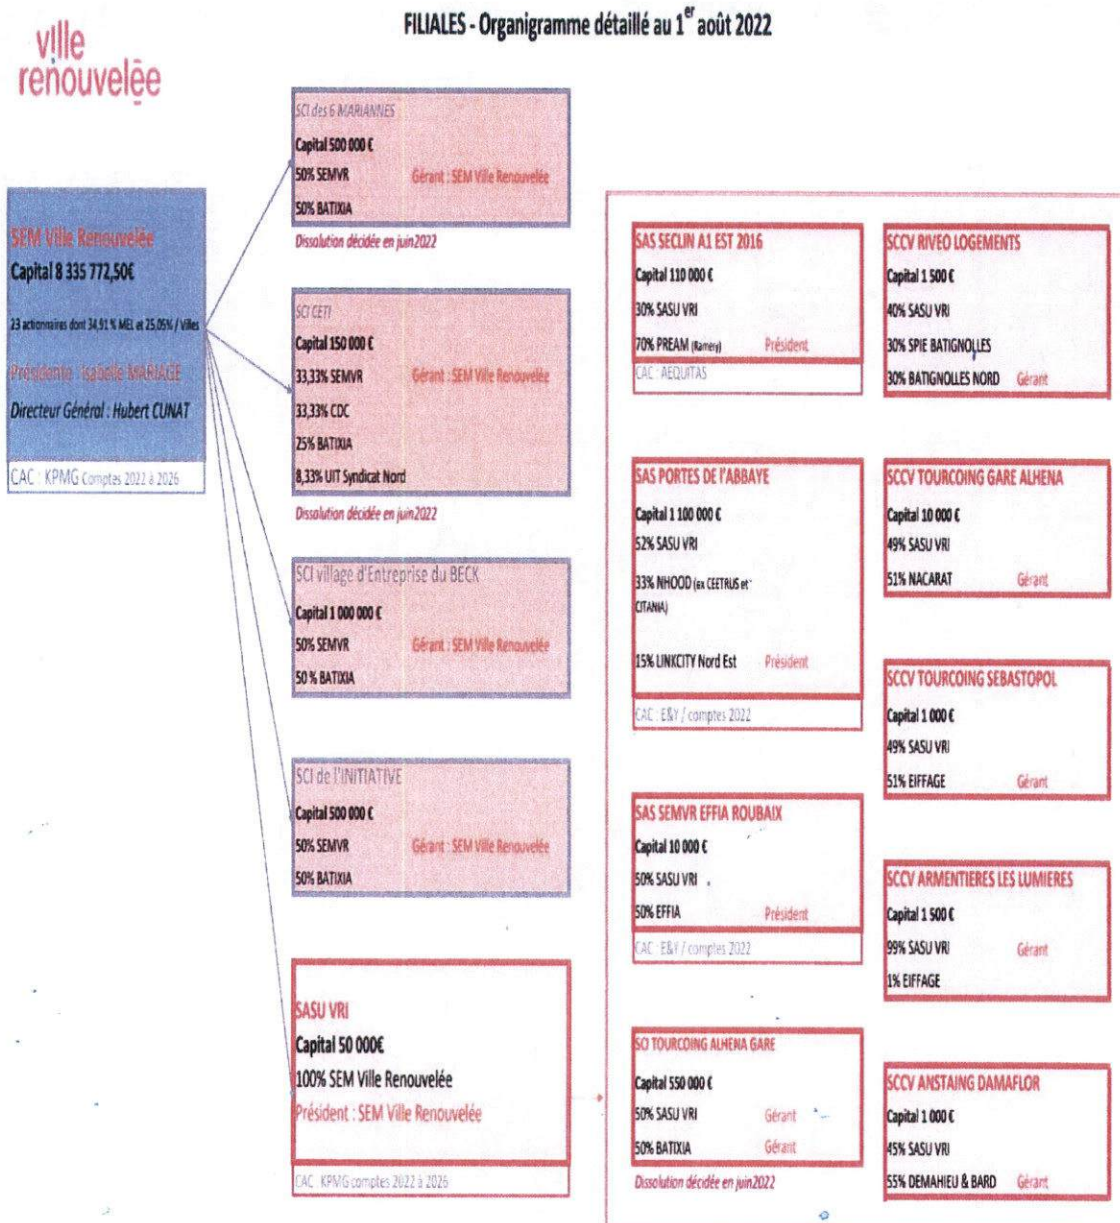 FILIALES - Organigramme détaillé au 1er août 2022
ville
renouvelée
SEM Ville Renouvelée
Capital 8 335 772,50€
23 actionnaires dont 34,91 % MEL et 25,05% / Villes
Présidente : Isabelle MARIAGE
Directeur Général : Hubert CUNAT
CAC : KPMG Comptes 2022 à 2026
SCI des 6 MARIANNES
Capital 500 000 €
50% SEMVR Gérant : SEM Ville Renouvelée
50% BATIXIA
Dissolution décidée en juin2022
SCI CETI
Capital 150 000 €
33,33% SEMVR Gérant : SEM Ville Renouvelée
33,33% CDC
25% BATIXIA
8,33% UIT Syndicat Nord
Dissolution décidée en juin2022
SCI village d'Entreprise du BECK
Capital 1 000 000 €
50% SEMVR Gérant : SEM Ville Renouvelée
50 % BATIXIA
SCI de l'INITIATIVE
Capital 500 000 €
50% SEMVR Gérant : SEM Ville Renouvelée
50% BATIXIA
SASU VRI
Capital 50 000€
100% SEM Ville Renouvelée
Président : SEM Ville Renouvelée
CAC : KPMG comptes 2022 à 2026
SAS SECLIN A1 EST 2016
Capital 110 000 €
30% SASU VRI
70% PREAM (Ramery) Président
CAC : AEQUITAS
SAS PORTES DE l'ABBAYE
Capital 1 100 000 €
52% SASU VRI
33% NHOOD (ex CEETRUS et
CITANIA)
15% LINKCITY Nord Est Président
CAC : E&Y / comptes 2022
SAS SEMVR EFFIA ROUBAIX
Capital 10 000 €
50% SASU VRI
50% EFFIA Président
CAC : E&Y / comptes 2022
SCI TOURCOING ALHENA GARE
Capital 550 000 €
50% SASU VRI Gérant
50% BATIXIA Gérant
Dissolution décidée en juin2022
SCCV RIVEO LOGEMENTS
Capital 1 500 €
40% SASU VRI
30% SPIE BATIGNOLLES
30% BATIGNOLLES NORD Gérant
SCCV TOURCOING GARE ALHENA
Capital 10 000 €
49% SASU VRI
51% NACARAT Gérant
SCCV TOURCOING SEBASTOPOL
Capital 1 000 €
49% SASU VRI
51% EIFFAGE Gérant
SCCV ARMENTIERES LES LUMIERES
Capital 1 500 €
99% SASU VRI Gérant
1% EIFFAGE
SCCV ANSTAING DAMAFLOR
Capital 1 000 €
45% SASU VRI
55% DEMAHIEU & BARD Gérant